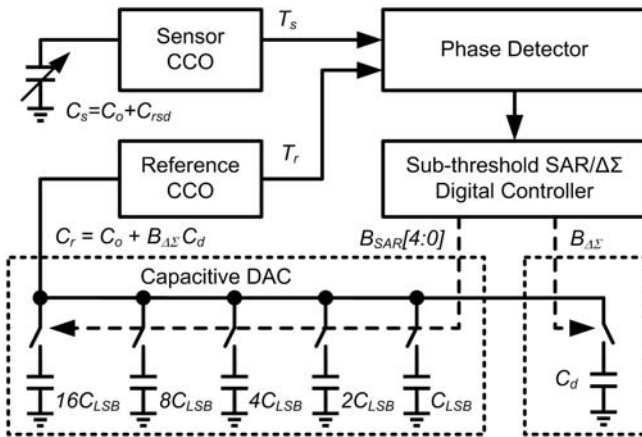 Sensor
CCO
T_s
Phase Detector
C_s=C_o+C_rsd
Reference
CCO
T_r
Sub-threshold SAR/ΔΣ
Digital Controller
C_r = C_o + B_ΔΣ C_d
B_SAR[4:0]
B_ΔΣ
Capacitive DAC
16C_LSB
8C_LSB
4C_LSB
2C_LSB
C_LSB
C_d